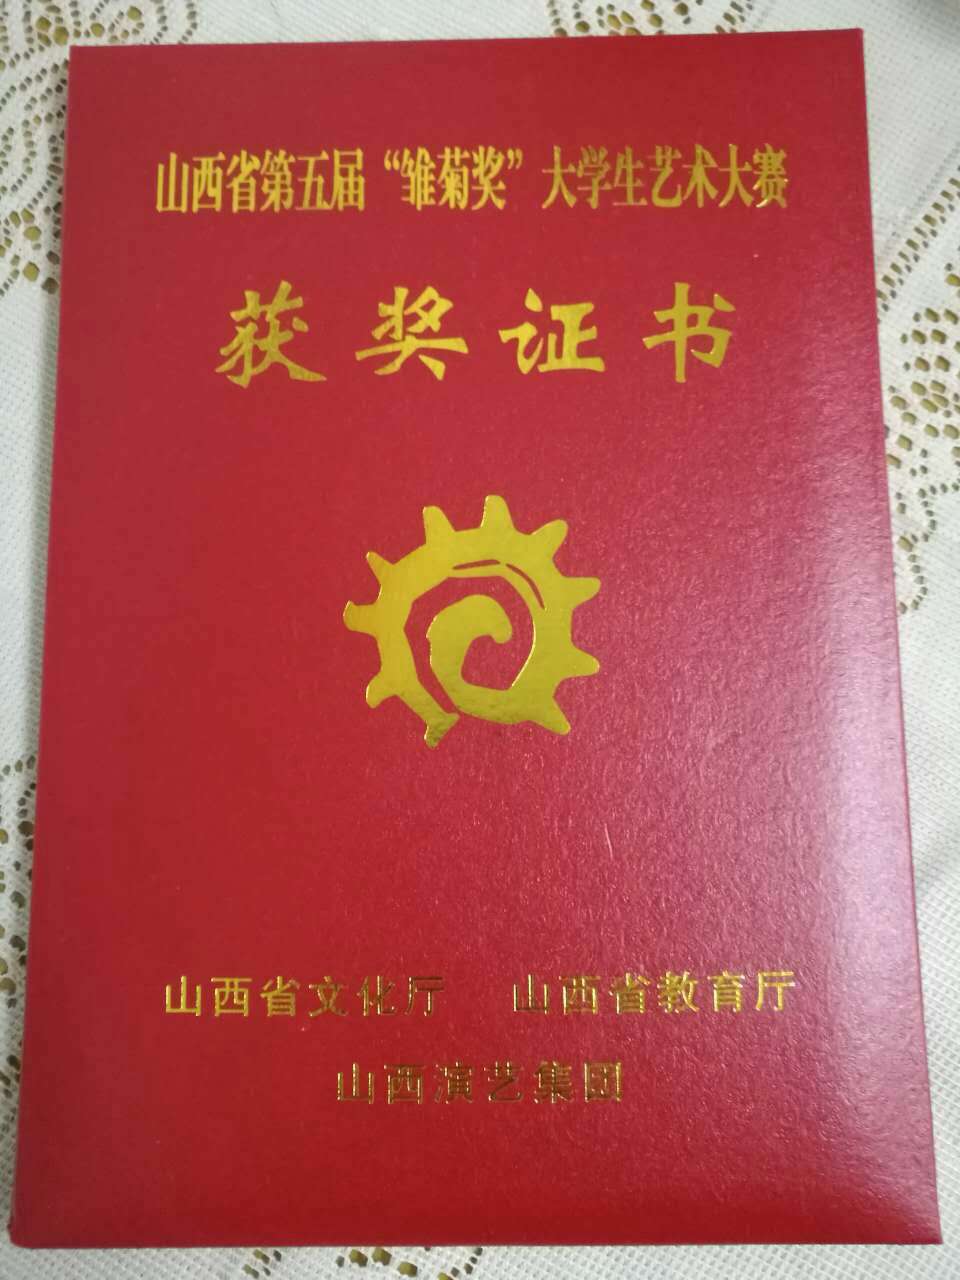 山西省第五届“雏菊奖”大学生艺术大赛
获奖证书
山西省文化厅 山西省教育厅
山西演艺集团